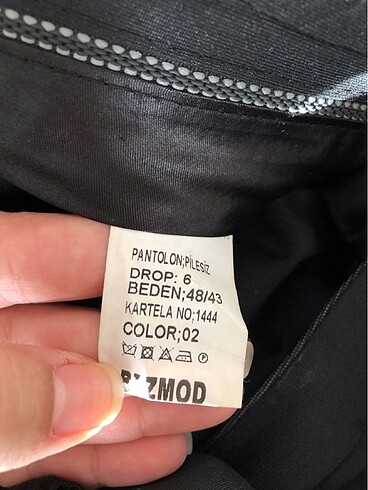 PANTOLON;PİLESİZ
DROP: 6
BEDEN;48/43
KARTELA NO;1444
COLOR;02